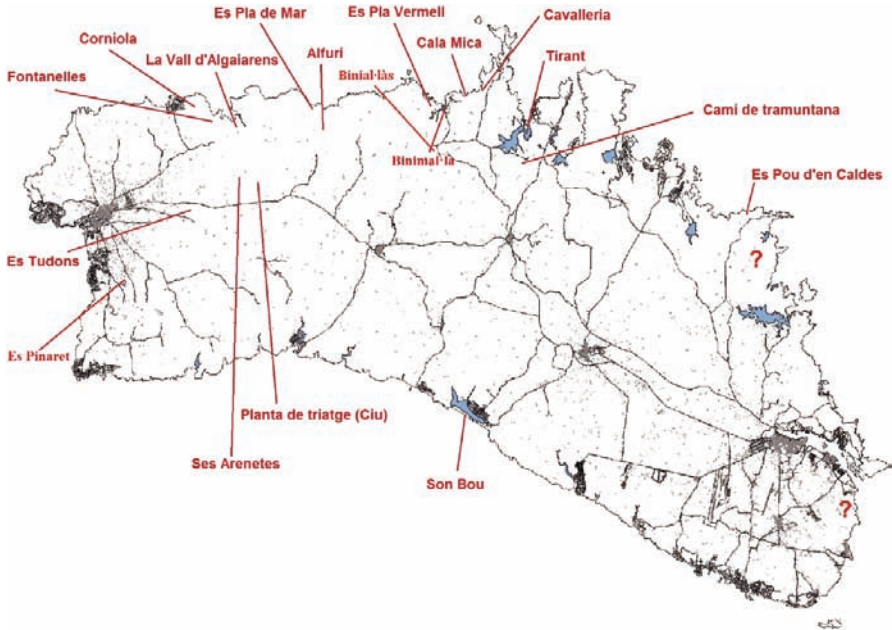 Es Pla de Mar
Es Pla Vermell
Cavalleria
Corniola
Alfuri
Cala Mica
La Vall d'Algaiarens
Tirant
Fontanelles
Binial·làs
Camí de tramuntana
Binimal·là
Es Pou d'en Caldes
?
Es Tudons
Es Pinaret
Planta de triatge (Ciu)
Ses Arenetes
Son Bou
?